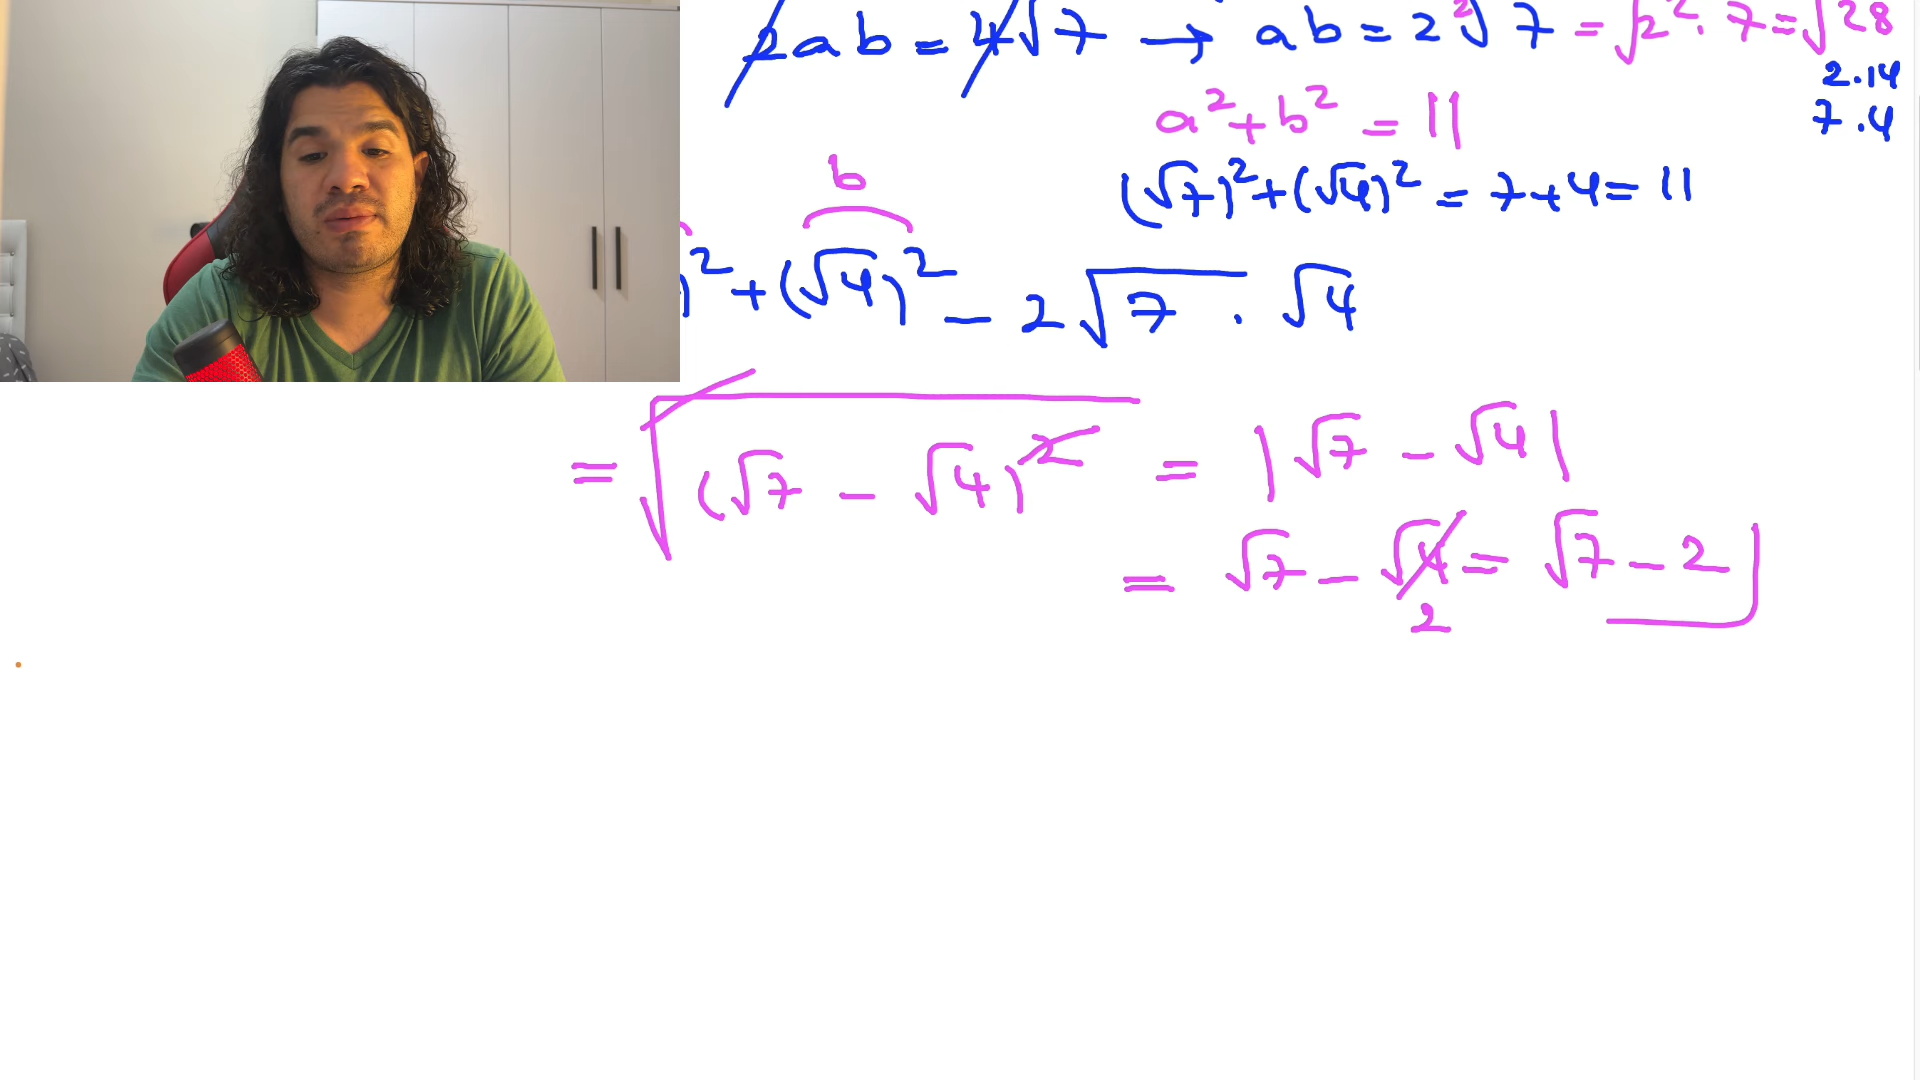 2ab = 4√7 → ab = 2 ²√7 = √2²·7 = √28
2·14
7·4
a² + b² = 11
(√7)² + (√4)² = 7+4 = 11
b
)² + (√4)² - 2√7 · √4
= √(√7 - √4)² = |√7 - √4|
= √7 - √4 = √7 - 2
2